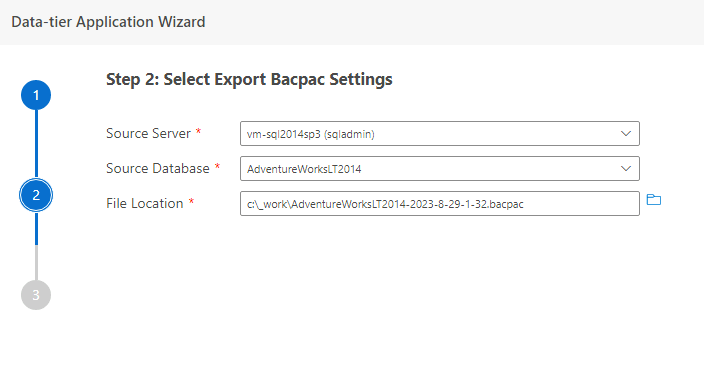 Data-tier Application Wizard
Step 2: Select Export Bacpac Settings
1
Source Server * vm-sql2014sp3 (sqladmin)
Source Database * AdventureWorksLT2014
2
File Location * c:\_work\AdventureWorksLT2014-2023-8-29-1-32.bacpac
3